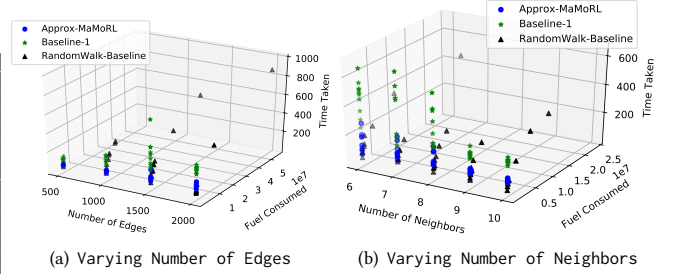 Approx-MaMoRL
Baseline-1
RandomWalk-Baseline
1000
800
600
400
200
Time Taken
500
1000
1500
2000
Number of Edges
1
2
3
4
5
1e7
Fuel Consumed
(a) Varying Number of Edges
Approx-MaMoRL
Baseline-1
RandomWalk-Baseline
600
400
200
Time Taken
6
7
8
9
10
Number of Neighbors
0.5
1.0
1.5
2.0
2.5
1e7
Fuel Consumed
(b) Varying Number of Neighbors